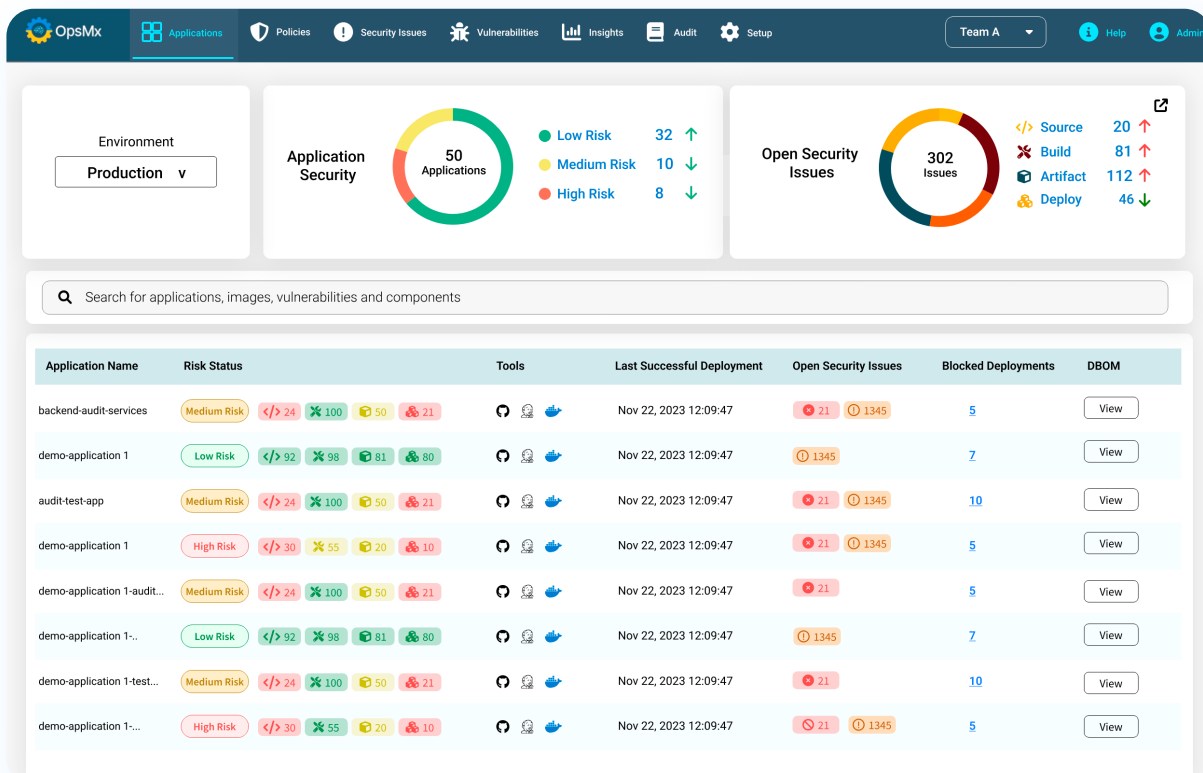 OpsMx Applications Policies Security Issues Vulnerabilities Insights Audit Setup Team A Help Admin
Environment
Production v
Application Security
50
Applications
Low Risk 32
Medium Risk 10
High Risk 8
Open Security Issues
302
Issues
Source 20
Build 81
Artifact 112
Deploy 46
Search for applications, images, vulnerabilities and components
Application Name Risk Status Tools Last Successful Deployment Open Security Issues Blocked Deployments DBOM
backend-audit-services Medium Risk 24 100 50 21 Nov 22, 2023 12:09:47 21 1345 5 View
demo-application 1 Low Risk 92 98 81 80 Nov 22, 2023 12:09:47 1345 7 View
audit-test-app Medium Risk 24 100 50 21 Nov 22, 2023 12:09:47 21 1345 10 View
demo-application 1 High Risk 30 55 20 10 Nov 22, 2023 12:09:47 21 1345 5 View
demo-application 1-audit... Medium Risk 24 100 50 21 Nov 22, 2023 12:09:47 21 5 View
demo-application 1-.. Low Risk 92 98 81 80 Nov 22, 2023 12:09:47 1345 7 View
demo-application 1-test... Medium Risk 24 100 50 21 Nov 22, 2023 12:09:47 21 10 View
demo-application 1-... High Risk 30 55 20 10 Nov 22, 2023 12:09:47 21 1345 5 View